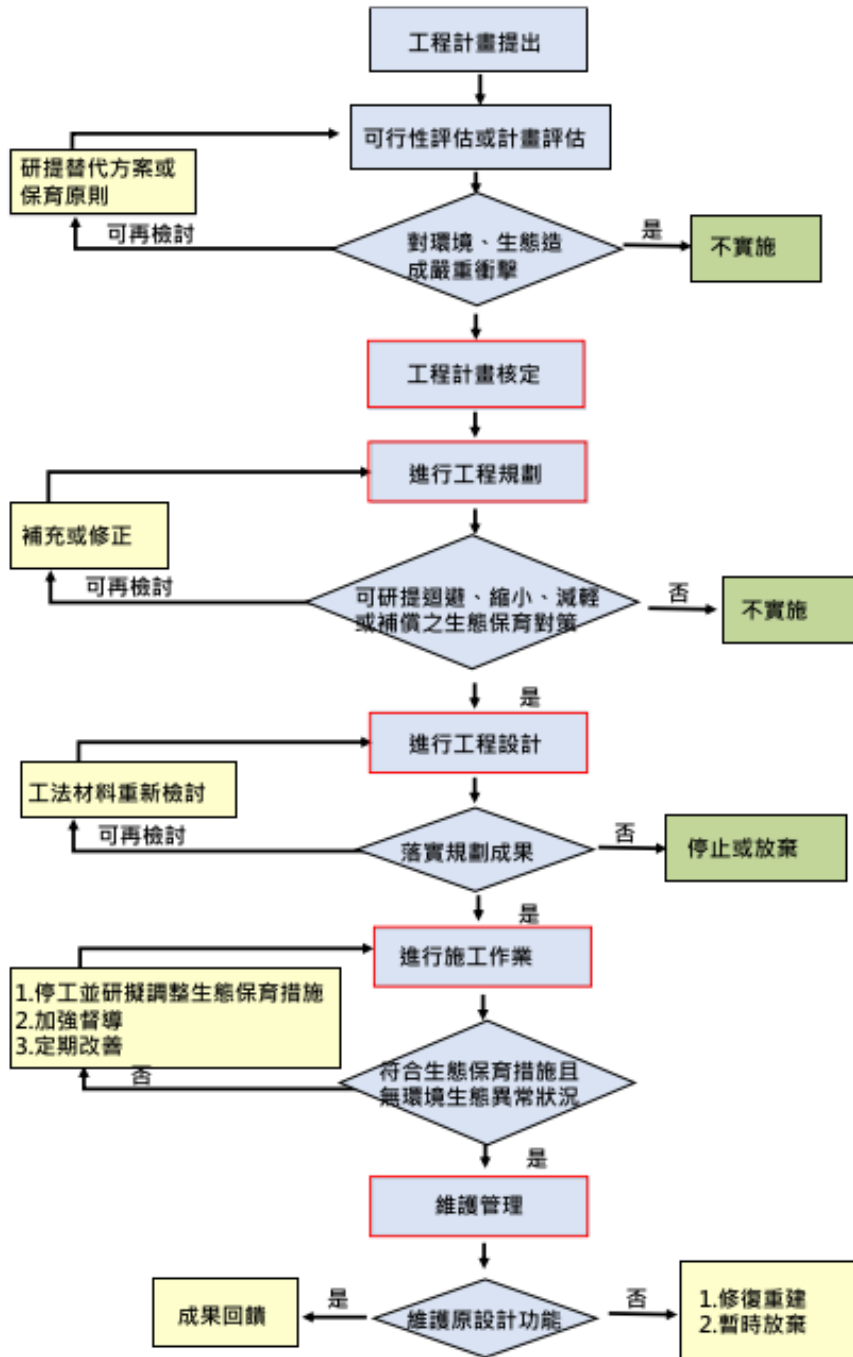 工程計畫提出
可行性評估或計畫評估
研提替代方案或
保育原則
可再檢討
對環境、生態造
成嚴重衝擊
是
不實施
工程計畫核定
進行工程規劃
補充或修正
可再檢討
可研提迴避、縮小、減輕
或補償之生態保育對策
否
不實施
是
進行工程設計
工法材料重新檢討
可再檢討
落實規劃成果
否
停止或放棄
是
進行施工作業
1.停工並研擬調整生態保育措施
2.加強督導
3.定期改善
否
符合生態保育措施且
無環境生態異常狀況
是
維護管理
成果回饋
是
維護原設計功能
否
1.修復重建
2.暫時放棄